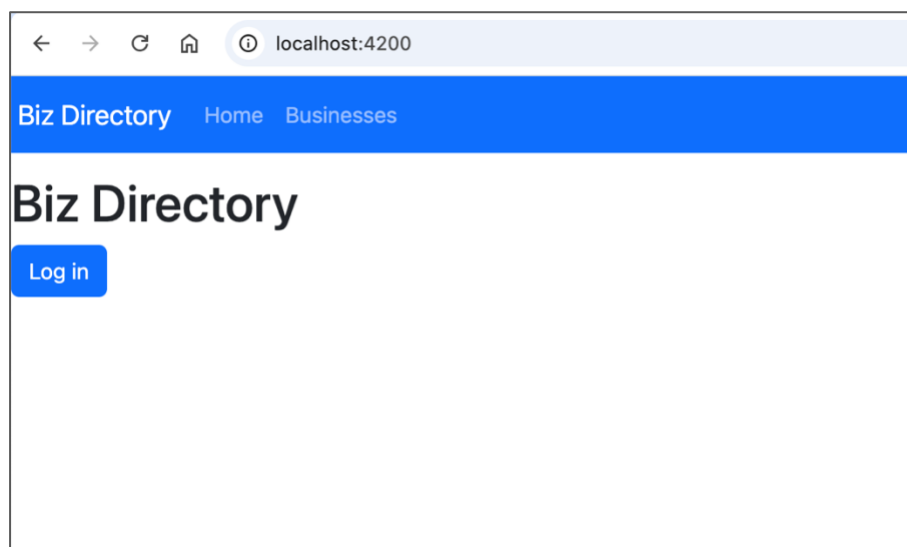 localhost:4200
Biz Directory Home Businesses
Biz Directory
Log in